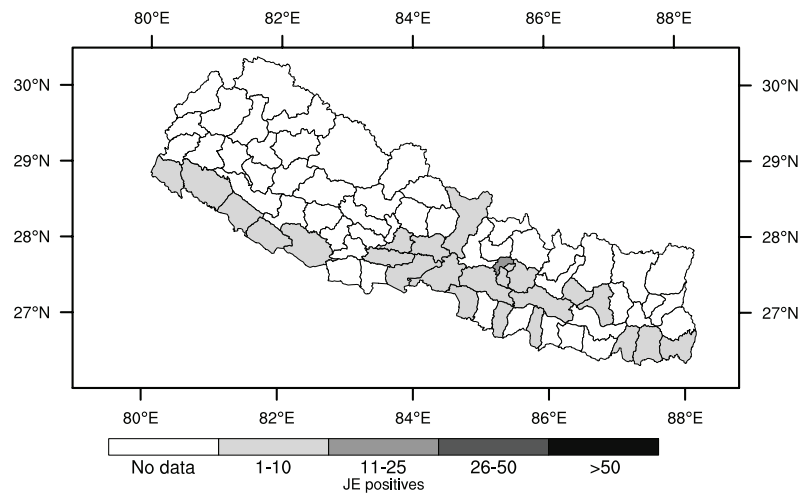 80°E 82°E 84°E 86°E 88°E
30°N 30°N
29°N 29°N
28°N 28°N
27°N 27°N
80°E 82°E 84°E 86°E 88°E
No data 1-10 11-25 26-50 >50
JE positives